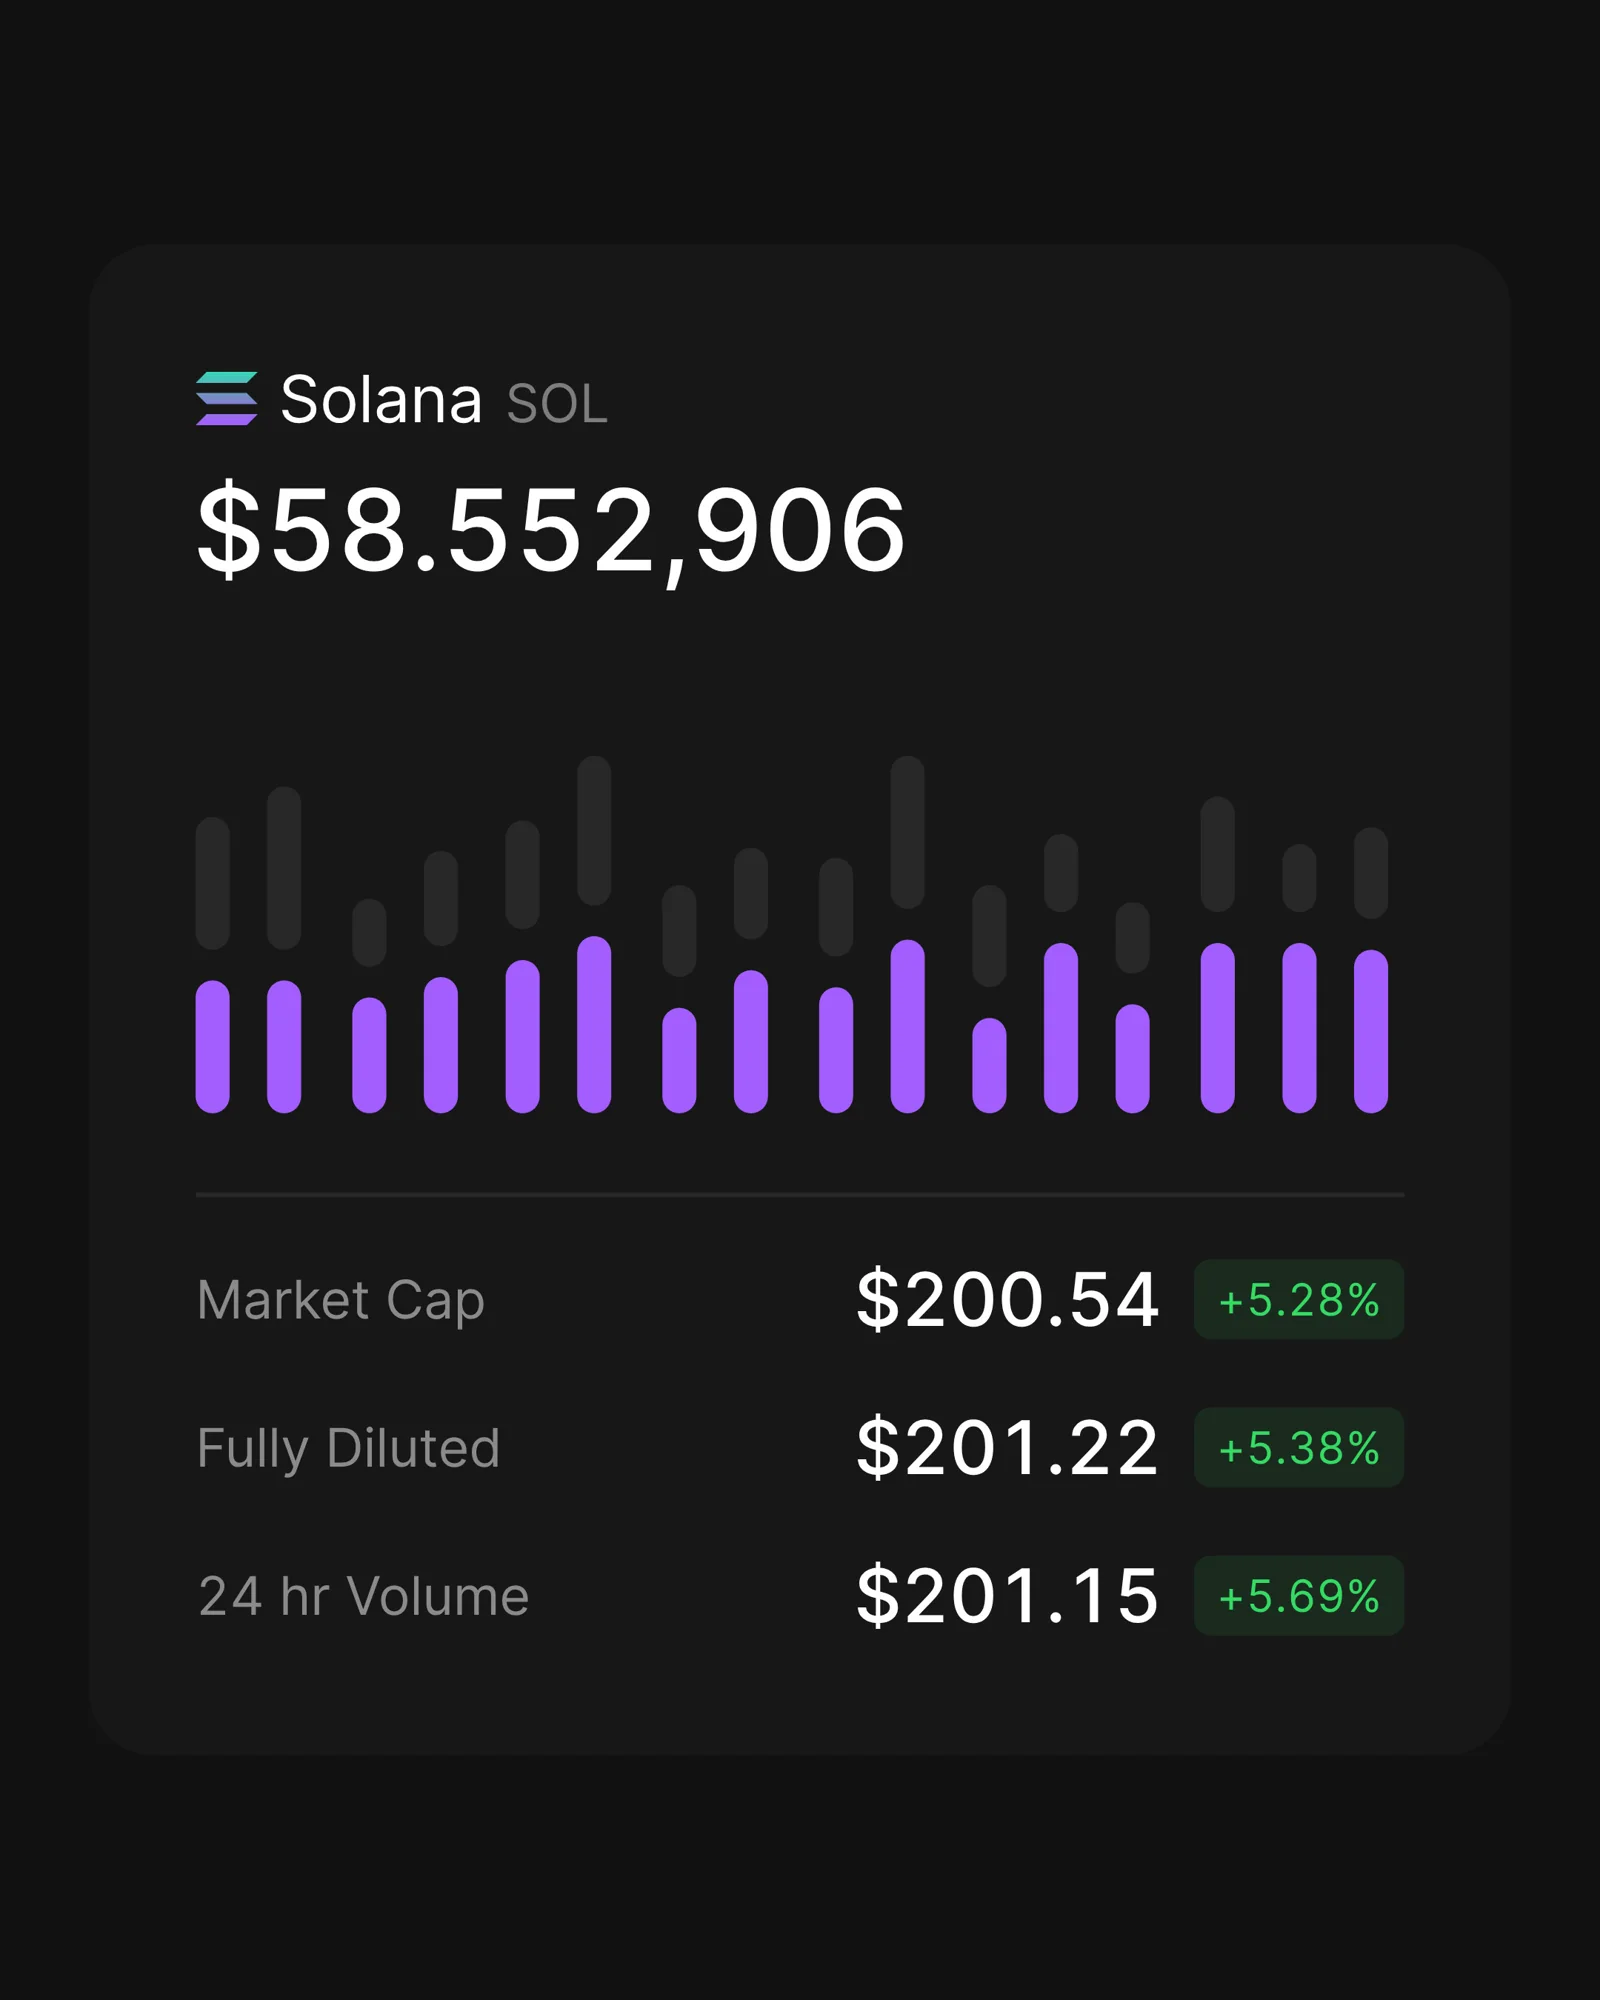 Solana SOL
$58.552,906
Market Cap $200.54 +5.28%
Fully Diluted $201.22 +5.38%
24 hr Volume $201.15 +5.69%